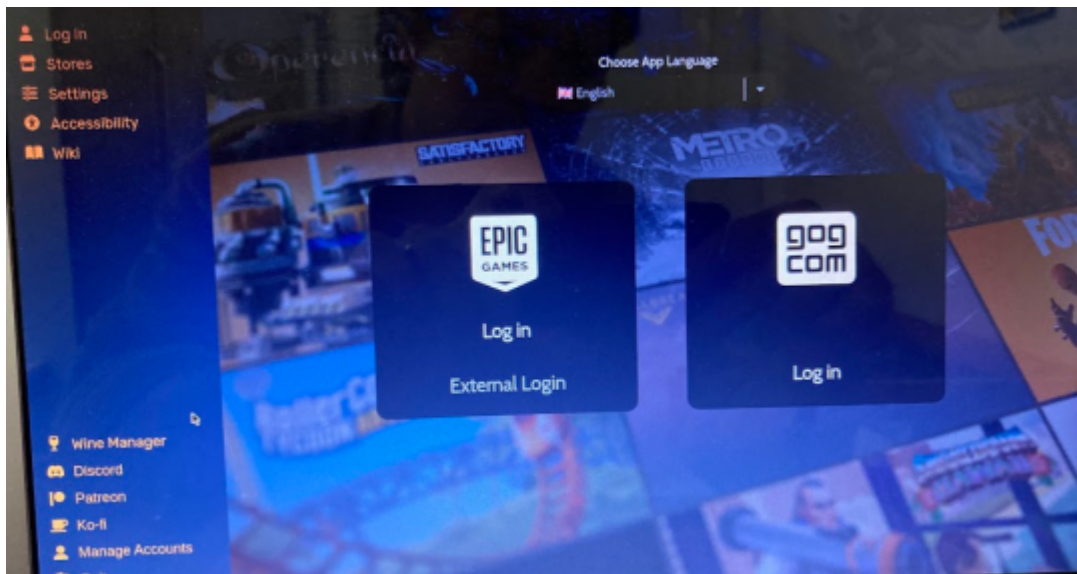 Log in
Stores
Settings
Accessibility
Wiki
Choose App Language
English
SATISFACTORY
METRO
EPIC
GAMES
Log in
External Login
gog
com
Log in
Wine Manager
Discord
Patreon
Ko-fi
Manage Accounts